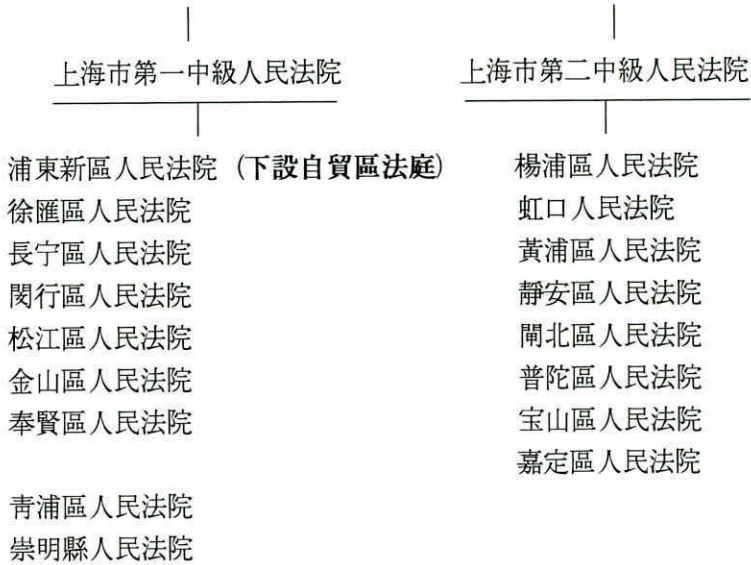 上海市第一中級人民法院
浦東新區人民法院 (下設自貿區法庭)
徐匯區人民法院
長宁區人民法院
閔行區人民法院
松江區人民法院
金山區人民法院
奉賢區人民法院
靑浦區人民法院
崇明縣人民法院
上海市第二中級人民法院
楊浦區人民法院
虹口人民法院
黃浦區人民法院
靜安區人民法院
閘北區人民法院
普陀區人民法院
宝山區人民法院
嘉定區人民法院